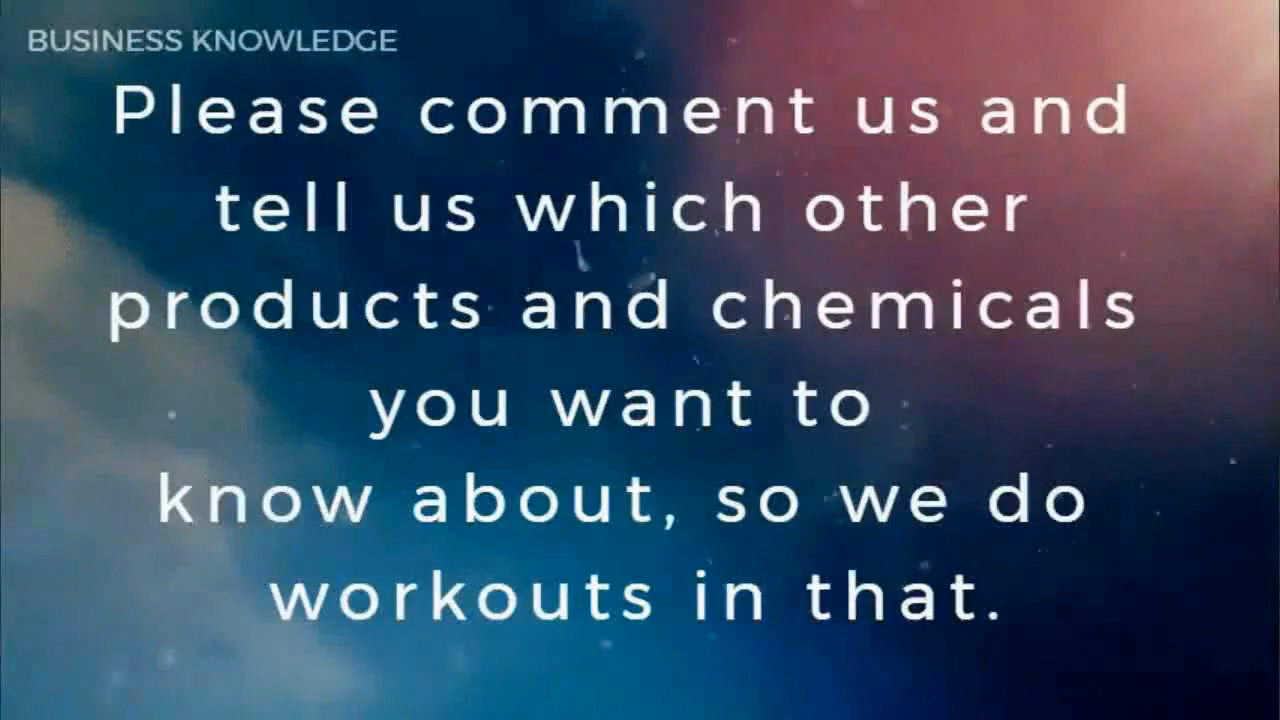 BUSINESS KNOWLEDGE
Please comment us and
tell us which other
products and chemicals
you want to
know about, so we do
workouts in that.